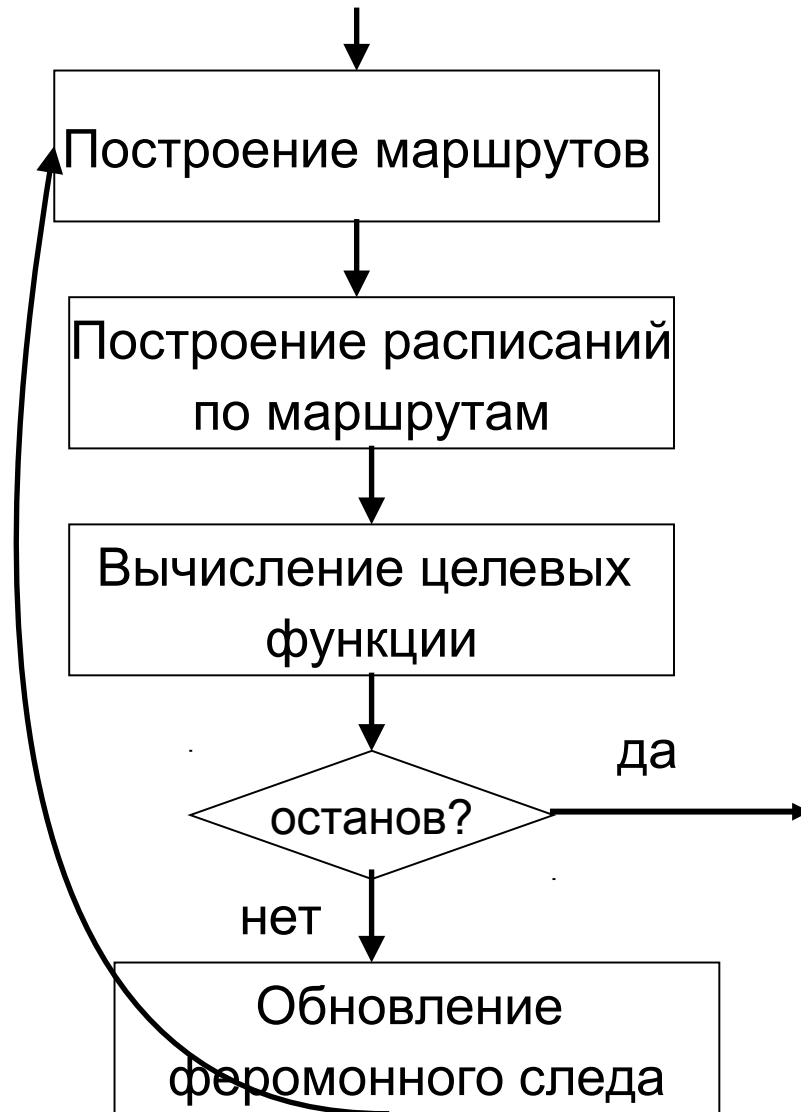 Построение маршрутов
Построение расписаний
по маршрутам
Вычисление целевых
функции
да
останов?
нет
Обновление
феромонного следа